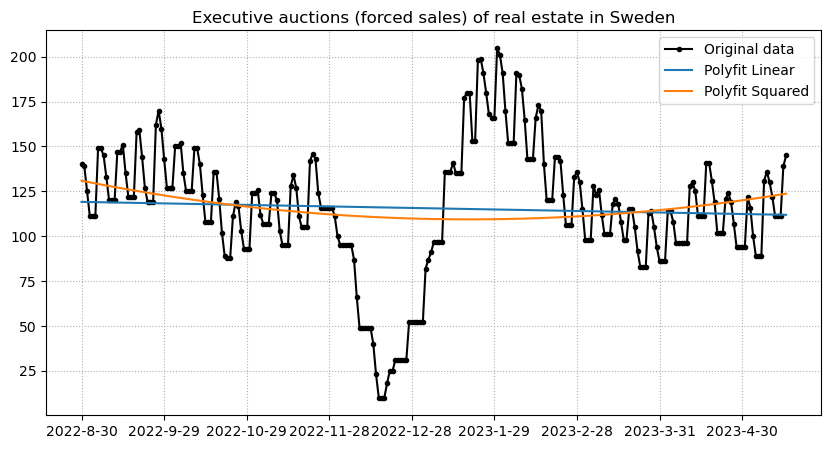 Executive auctions (forced sales) of real estate in Sweden
Original data
Polyfit Linear
Polyfit Squared
200
175
150
125
100
75
50
25
2022-8-30 2022-9-29 2022-10-29 2022-11-28 2022-12-28 2023-1-29 2023-2-28 2023-3-31 2023-4-30